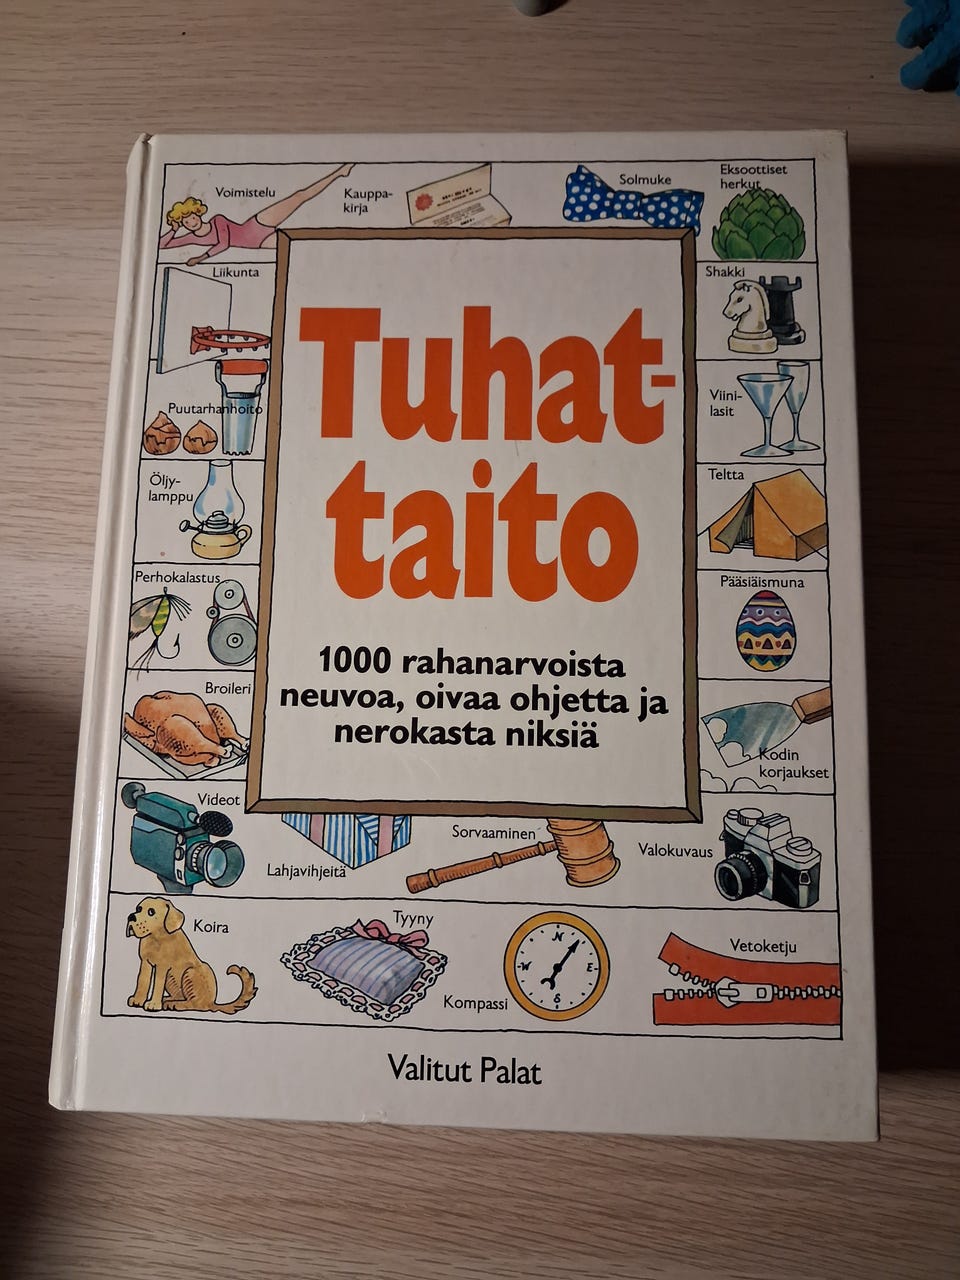 Voimistelu
Kauppa-
kirja
Solmuke
Eksoottiset
herkut
Liikunta
Shakki
Puutarhanhoito
Viini-
lasit
Öljy-
lamppu
Teltta
Perhokalastus
Pääsiäismuna
Broileri
Kodin
korjaukset
Tuhat-
taito
1000 rahanarvoista
neuvoa, oivaa ohjetta ja
nerokasta niksiä
Videot
Lahjavihjeitä
Sorvaaminen
Valokuvaus
Koira
Tyyny
Kompassi
N
W
E
S
Vetoketju
Valitut Palat